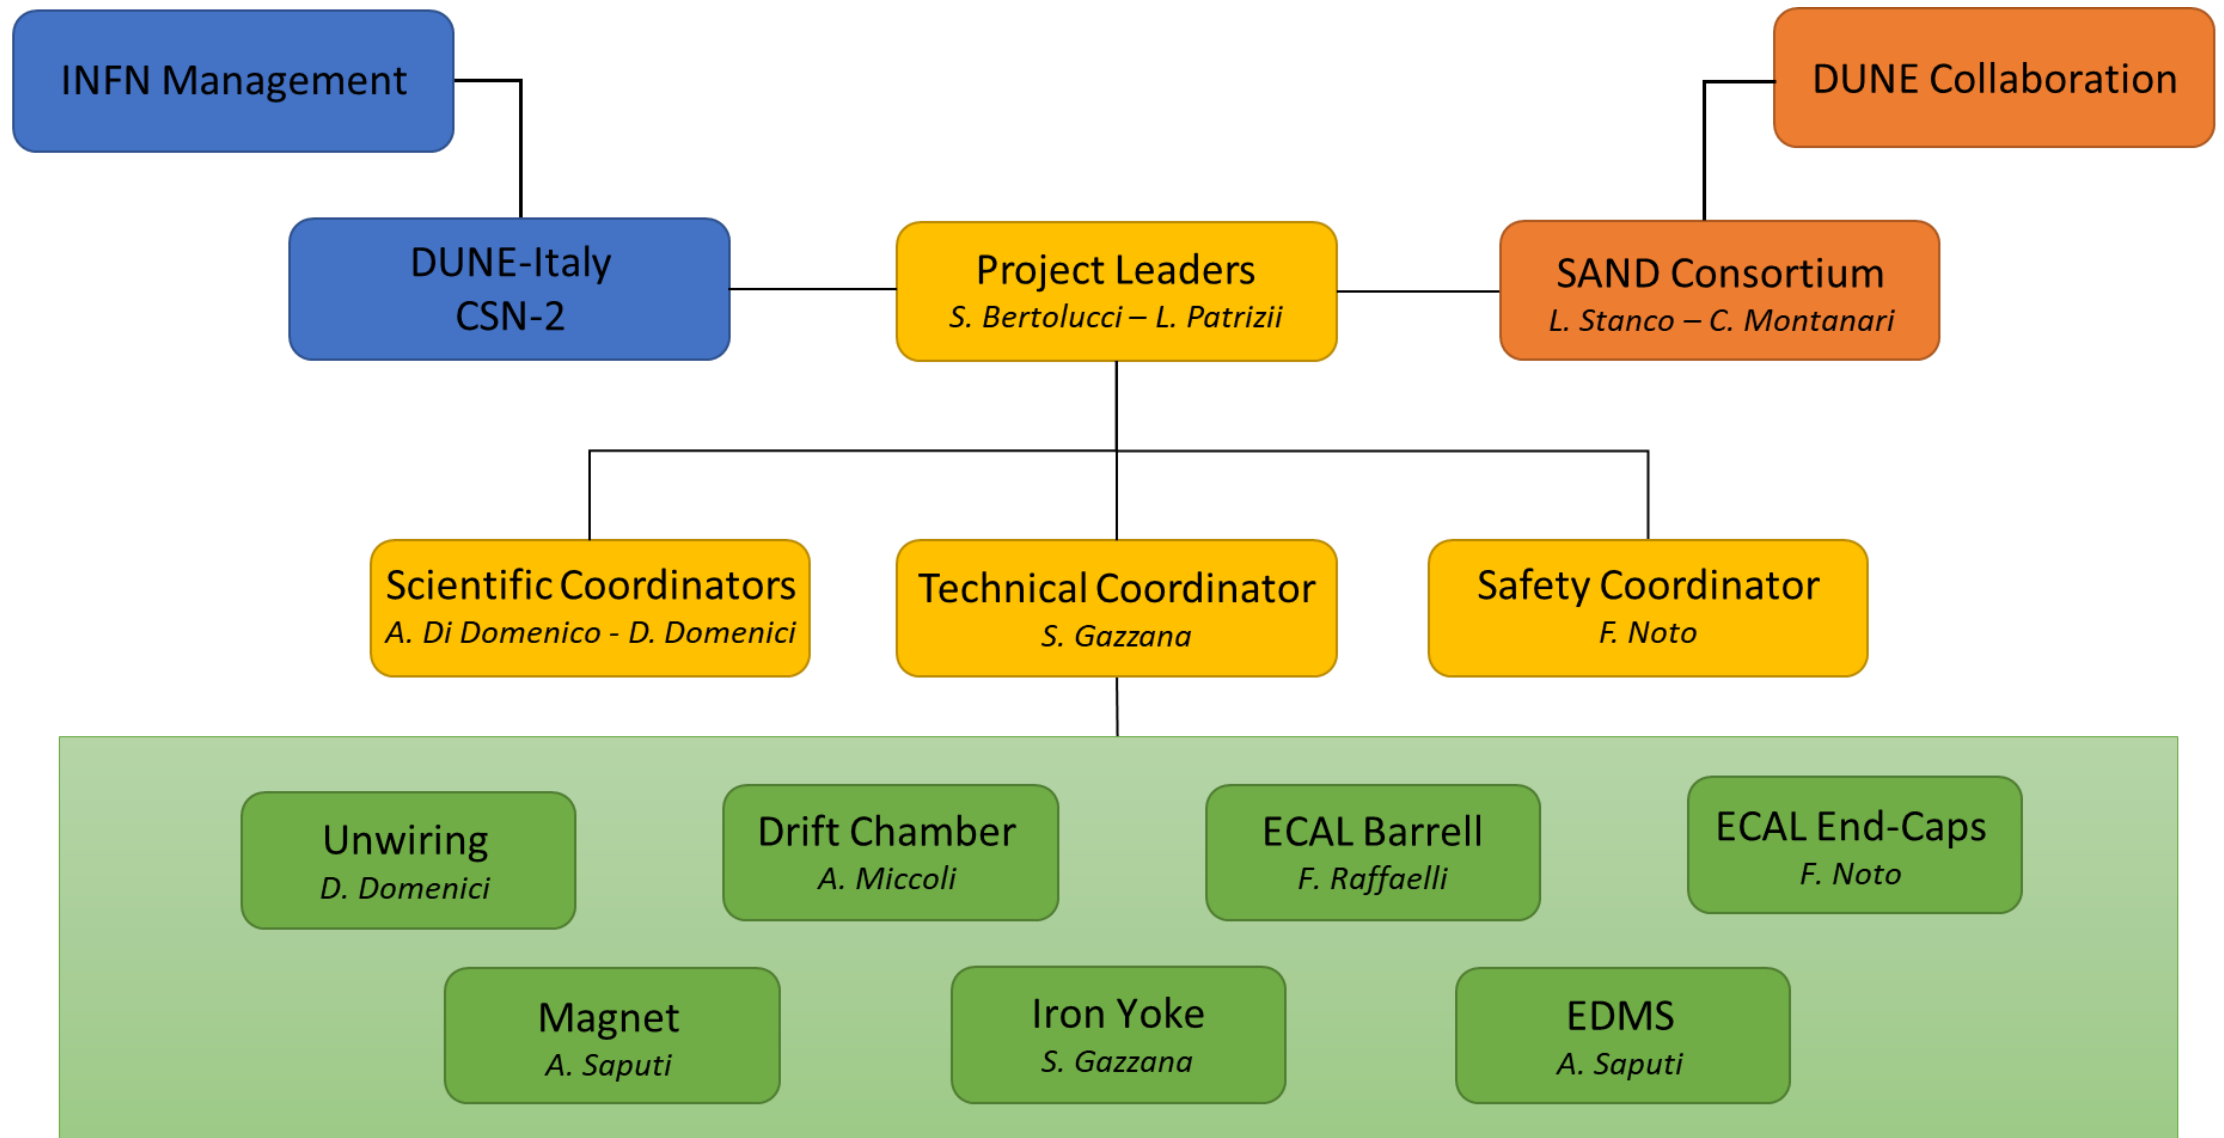 INFN Management
DUNE Collaboration
DUNE-Italy
CSN-2
Project Leaders
S. Bertolucci – L. Patrizii
SAND Consortium
L. Stanco – C. Montanari
Scientific Coordinators
A. Di Domenico - D. Domenici
Technical Coordinator
S. Gazzana
Safety Coordinator
F. Noto
Unwiring
D. Domenici
Drift Chamber
A. Miccoli
ECAL Barrell
F. Raffaelli
ECAL End-Caps
F. Noto
Magnet
A. Saputi
Iron Yoke
S. Gazzana
EDMS
A. Saputi